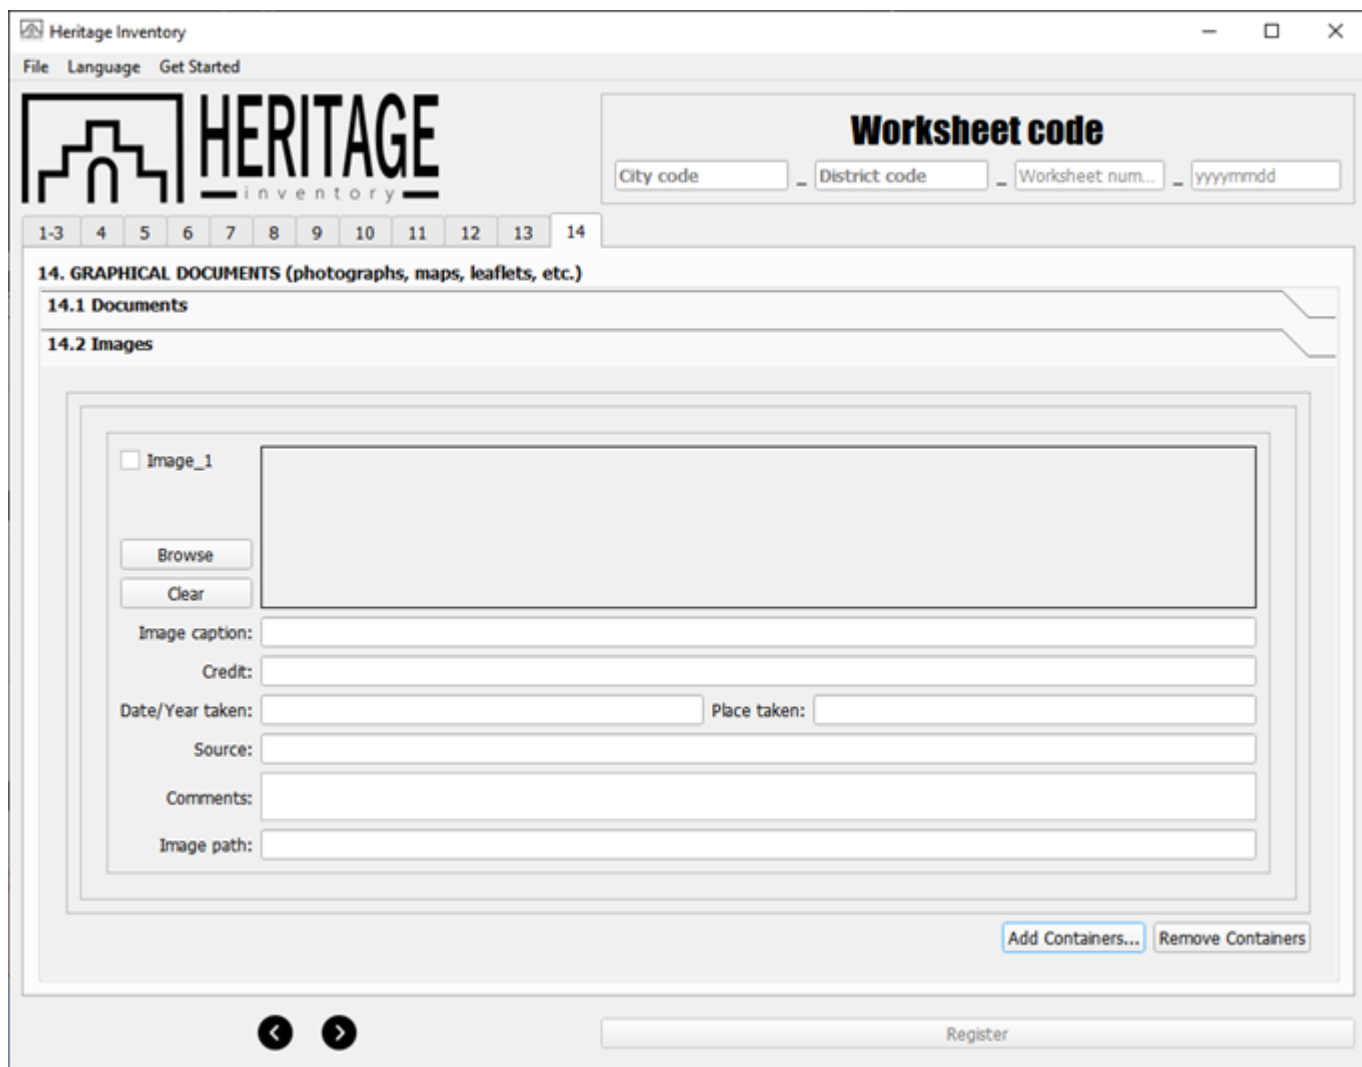 Heritage Inventory
File Language Get Started
HERITAGE
inventory
Worksheet code
City code _ District code _ Worksheet num... _ yyyymmdd
1-3 4 5 6 7 8 9 10 11 12 13 14
14. GRAPHICAL DOCUMENTS (photographs, maps, leaflets, etc.)
14.1 Documents
14.2 Images
Image_1
Browse
Clear
Image caption:
Credit:
Date/Year taken: Place taken:
Source:
Comments:
Image path:
Add Containers... Remove Containers
Register